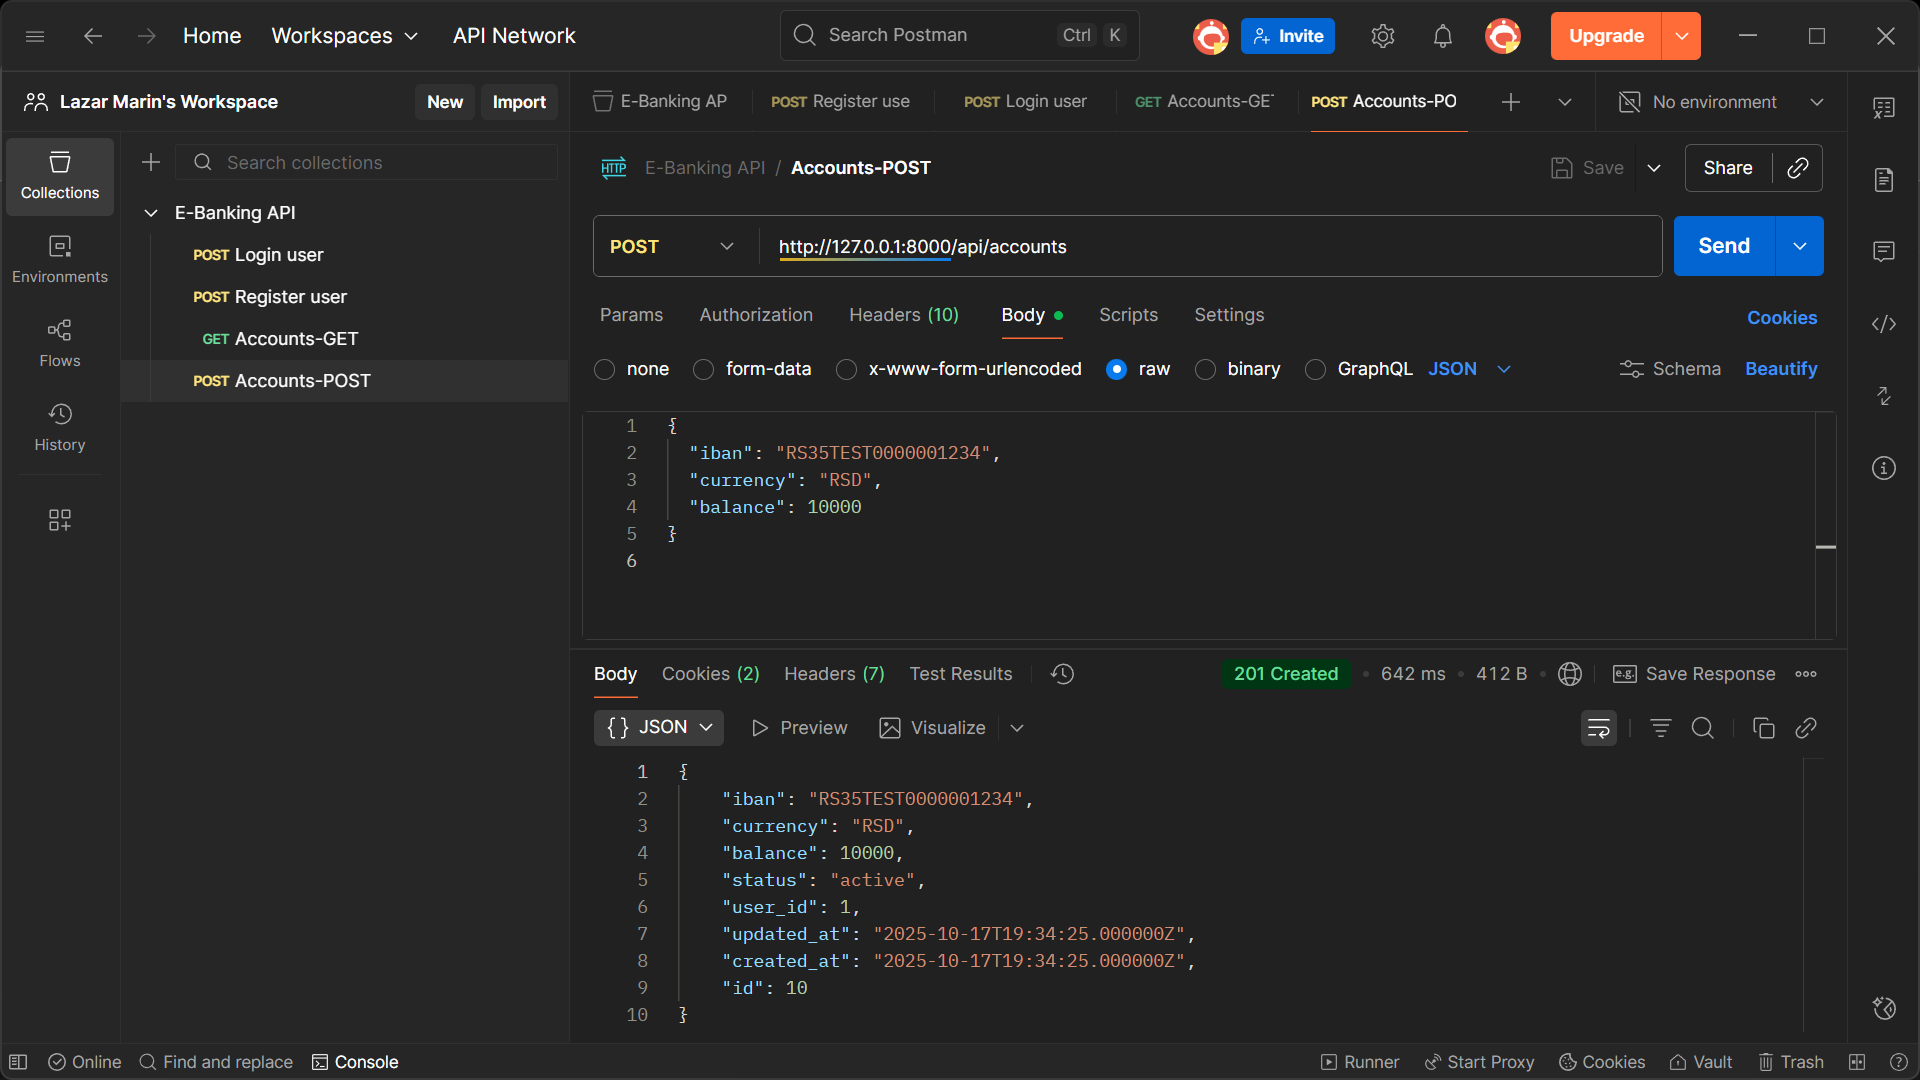 Home Workspaces API Network Search Postman Ctrl K Invite Upgrade
Lazar Marin's Workspace New Import
E-Banking AP POST Register use POST Login user GET Accounts-GE POST Accounts-PO No environment
Collections
Environments
Flows
History
Search collections
E-Banking API
POST Login user
POST Register user
GET Accounts-GET
POST Accounts-POST
HTTP E-Banking API / Accounts-POST Save Share
POST http://127.0.0.1:8000/api/accounts Send
Params Authorization Headers (10) Body Scripts Settings Cookies
none form-data x-www-form-urlencoded raw binary GraphQL JSON Schema Beautify
1 {
2 "iban": "RS35TEST0000001234",
3 "currency": "RSD",
4 "balance": 10000
5 }
6
Body Cookies (2) Headers (7) Test Results 201 Created • 642 ms • 412 B • e.g. Save Response
{} JSON Preview Visualize
1 {
2 "iban": "RS35TEST0000001234",
3 "currency": "RSD",
4 "balance": 10000,
5 "status": "active",
6 "user_id": 1,
7 "updated_at": "2025-10-17T19:34:25.000000Z",
8 "created_at": "2025-10-17T19:34:25.000000Z",
9 "id": 10
10 }
Online Find and replace Console Runner Start Proxy Cookies Vault Trash